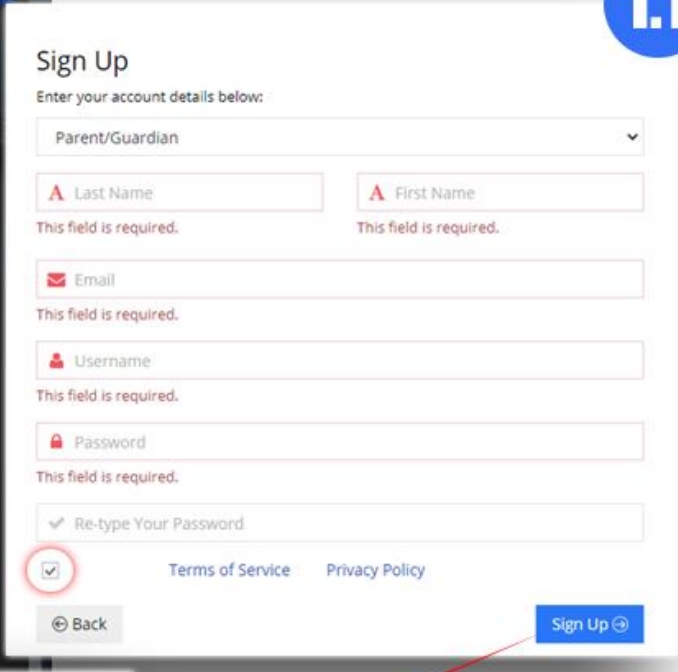 Sign Up
Enter your account details below:
Parent/Guardian
A Last Name A First Name
This field is required. This field is required.
Email
This field is required.
Username
This field is required.
Password
This field is required.
Re-type Your Password
Terms of Service Privacy Policy
Back Sign Up